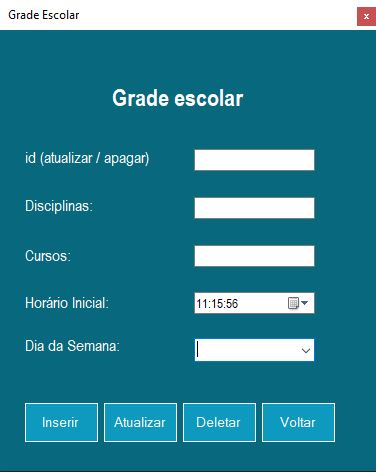 Grade Escolar
x
Grade escolar
id (atualizar / apagar)
Disciplinas:
Cursos:
Horário Inicial: 11:15:56
Dia da Semana:
Inserir Atualizar Deletar Voltar